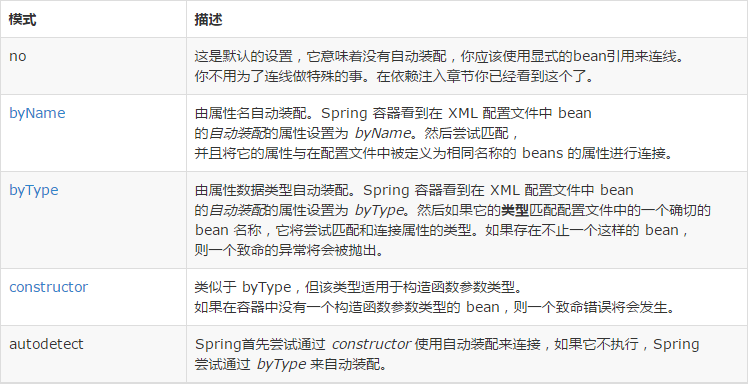 模式 描述
no 这是默认的设置，它意味着没有自动装配，你应该使用显式的bean引用来连线。
你不用为了连线做特殊的事。在依赖注入章节你已经看到这个了。
byName 由属性名自动装配。Spring 容器看到在 XML 配置文件中 bean
的自动装配的属性设置为 byName。然后尝试匹配，
并且将它的属性与在配置文件中被定义为相同名称的 beans 的属性进行连接。
byType 由属性数据类型自动装配。Spring 容器看到在 XML 配置文件中 bean
的自动装配的属性设置为 byType。然后如果它的类型匹配配置文件中的一个确切的
bean 名称，它将尝试匹配和连接属性的类型。如果存在不止一个这样的 bean，
则一个致命的异常将会被抛出。
constructor 类似于 byType，但该类型适用于构造函数参数类型。
如果在容器中没有一个构造函数参数类型的 bean，则一个致命错误将会发生。
autodetect Spring首先尝试通过 constructor 使用自动装配来连接，如果它不执行，Spring
尝试通过 byType 来自动装配。